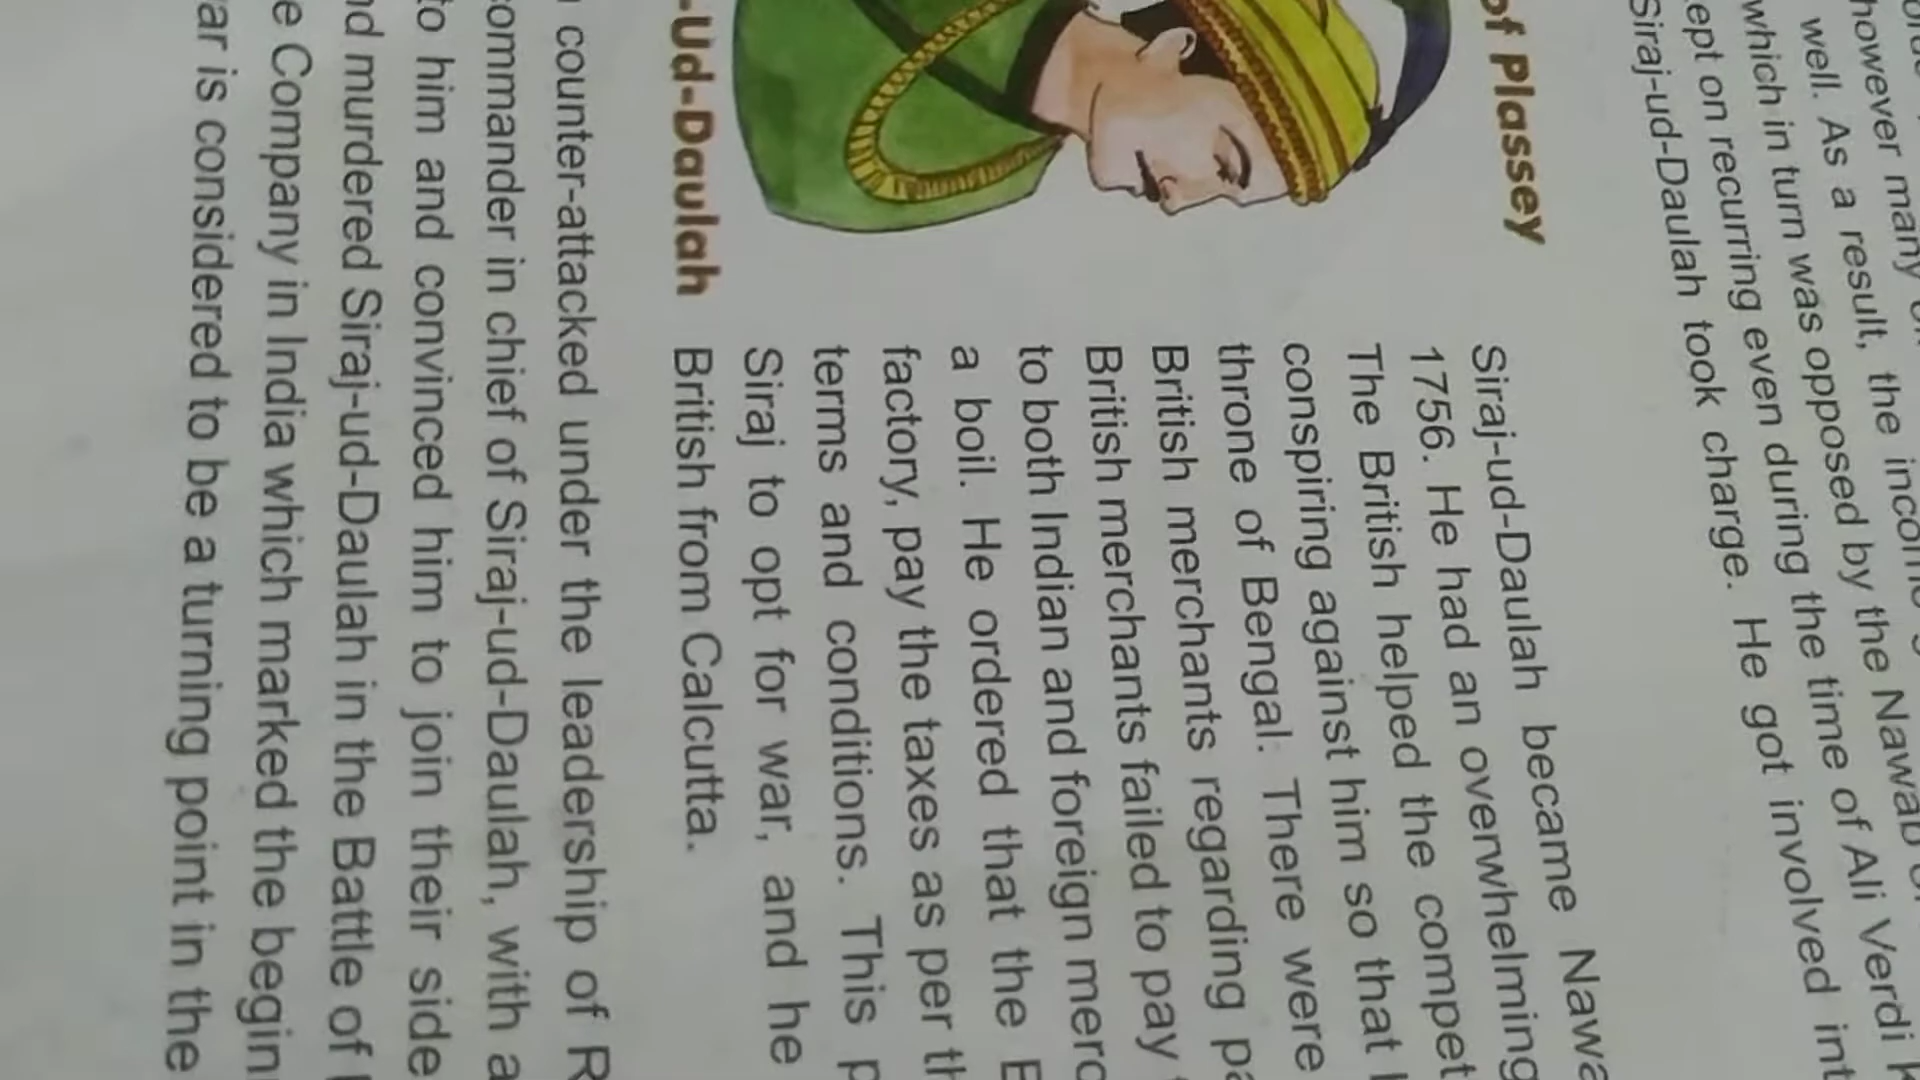 however many
well. As a result, the
which in turn was opposed by the Nawab
kept on recurring even during the time of Ali Verdi
Siraj-ud-Daulah took charge. He got involved
of Plassey
Siraj-ud-Daulah became
1756. He had an overwhelming
The British helped the
conspiring against him so that
throne of Bengal. There were
British merchants regarding
British merchants failed to pay
to both Indian and foreign
a boil. He ordered that the
factory, pay the taxes as per
terms and conditions. This
Siraj to opt for war, and he
British from Calcutta.
-Ud-Daulah
counter-attacked under the leadership of
commander in chief of Siraj-ud-Daulah, with
to him and convinced him to join their side
murdered Siraj-ud-Daulah in the Battle of
Company in India which marked the
is considered to be a turning point in the